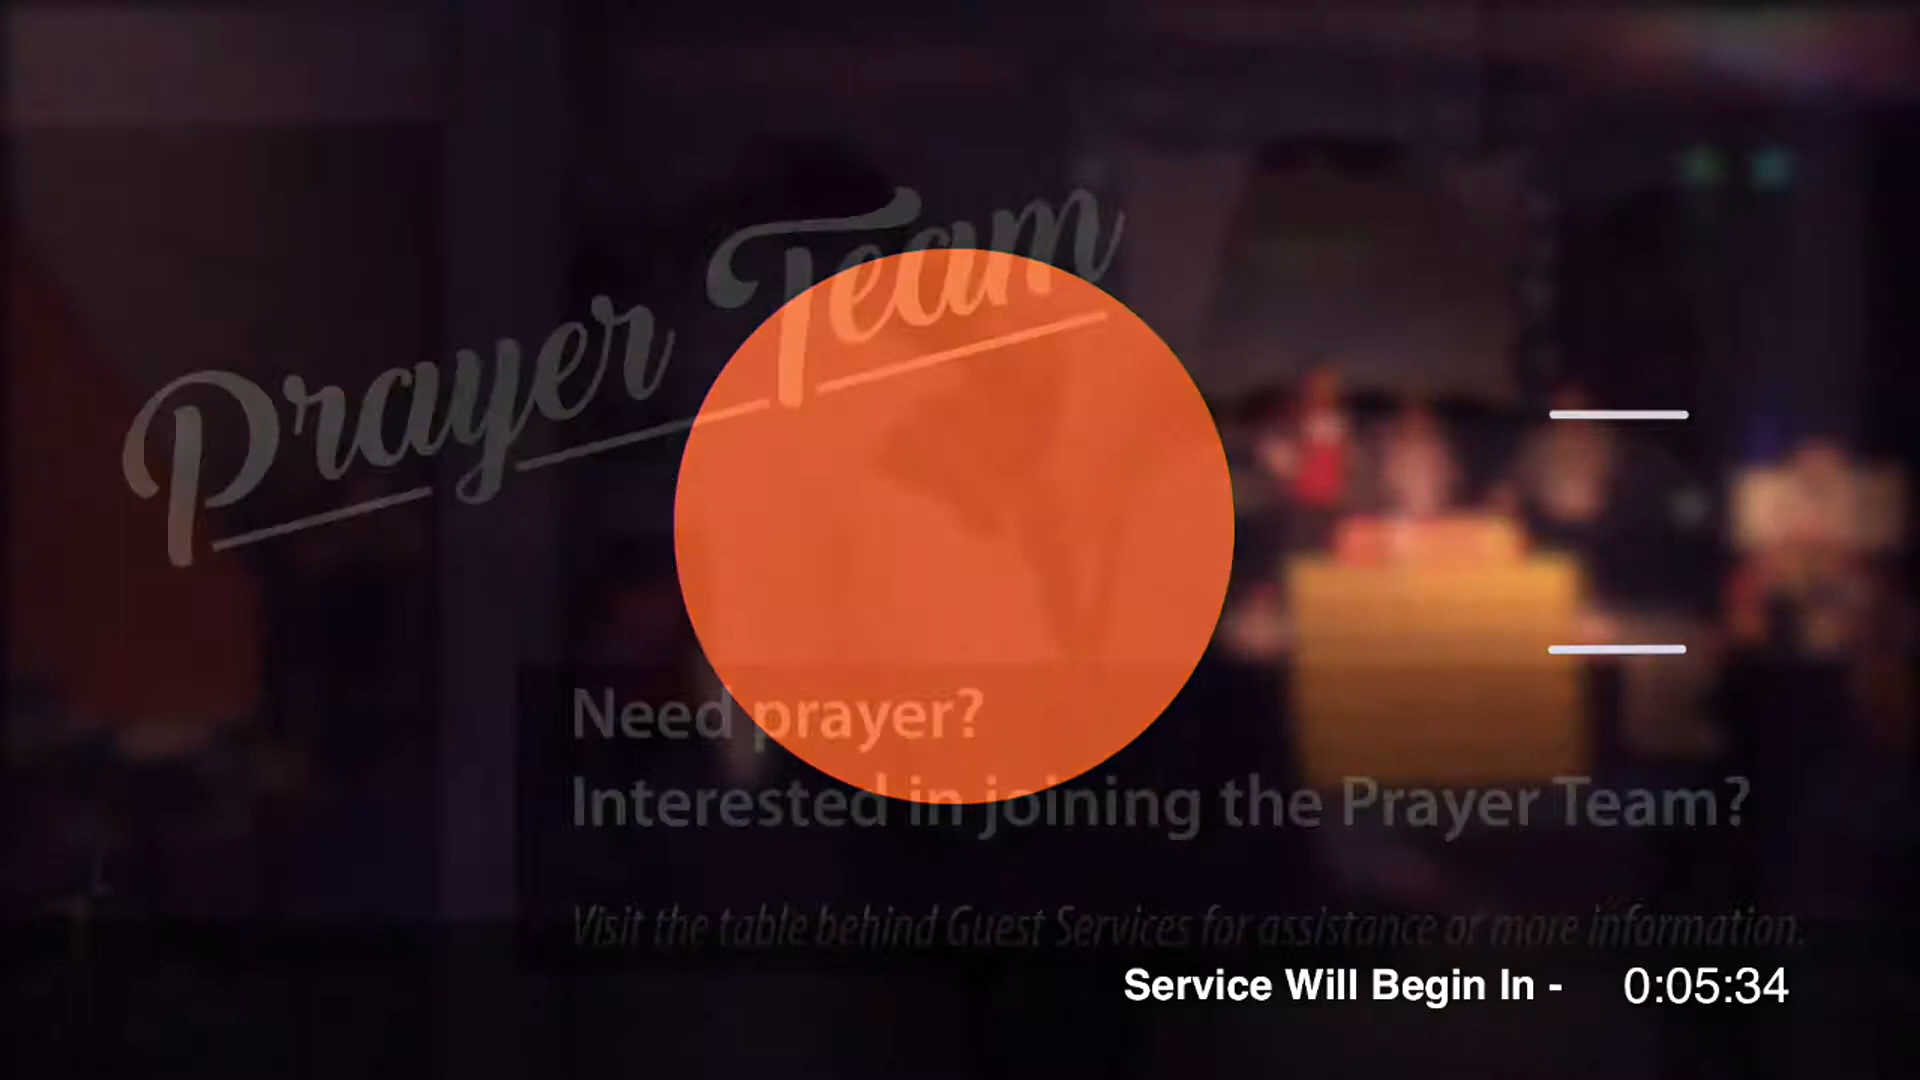 Prayer Team
Need prayer?
Interested in joining the Prayer Team?
Visit the table behind Guest Services for assistance or more information.
Service Will Begin In - 0:05:34